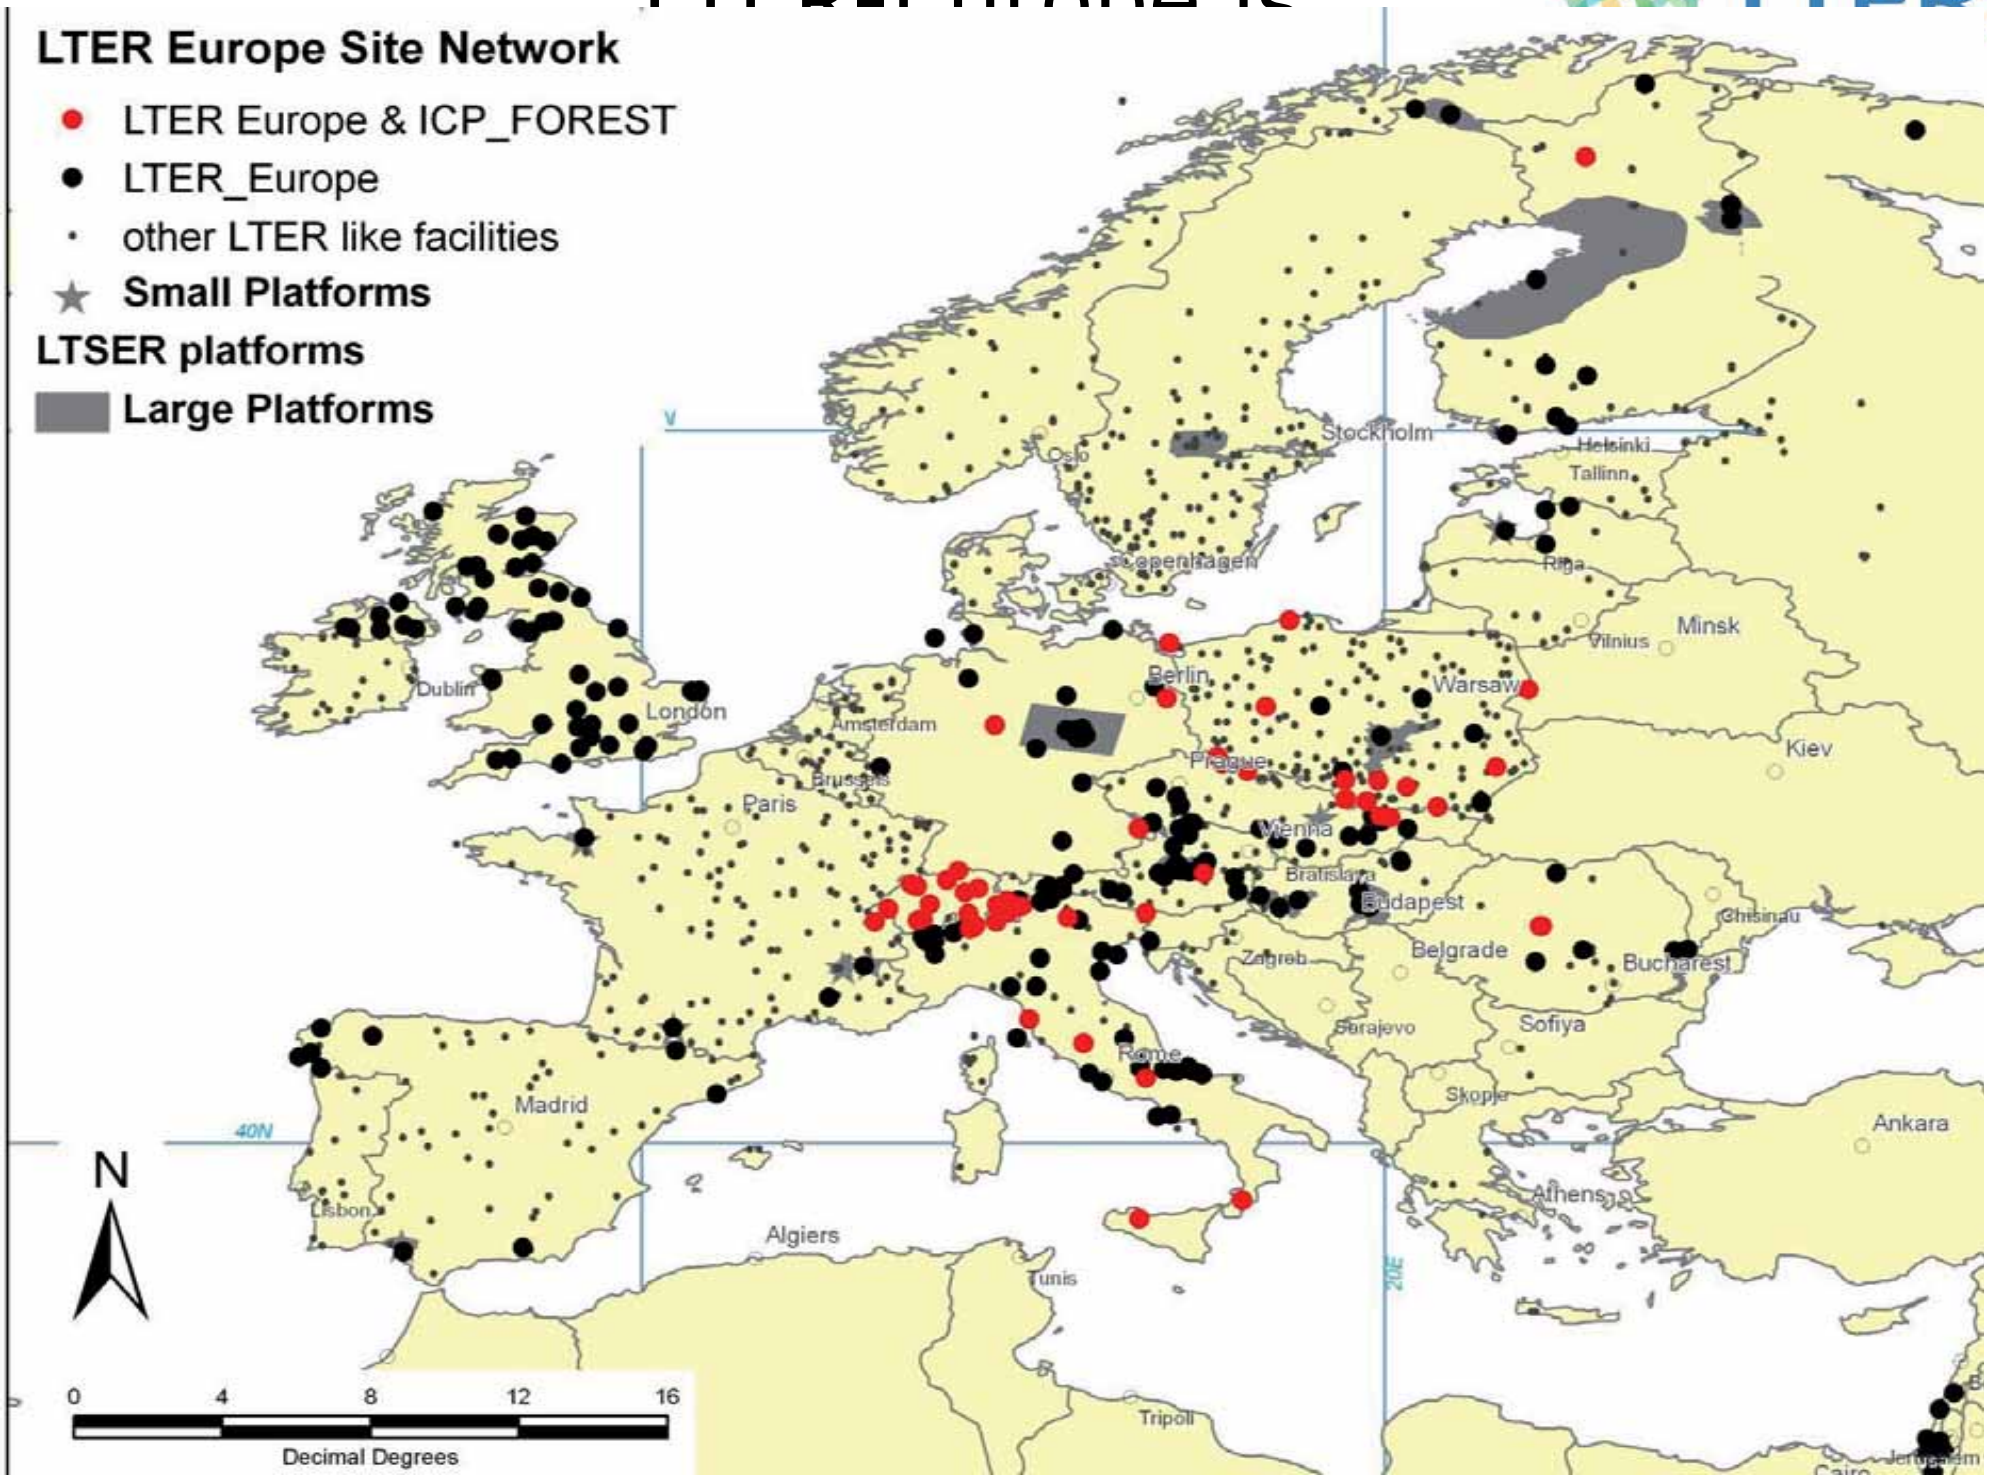 LTER Europe Site Network
LTER Europe & ICP_FOREST
LTER_Europe
other LTER like facilities
Small Platforms
LTSER platforms
Large Platforms
Oslo
Stockholm
Helsinki
Tallinn
Copenhagen
Riga
Vilnius
Minsk
Dublin
London
Amsterdam
Berlin
Warsaw
Brussels
Prague
Kiev
Paris
Vienna
Bratislava
Budapest
Chisinau
Zagreb
Belgrade
Bucharest
Sarajevo
Sofiya
Rome
Skopje
Madrid
Ankara
40N
N
Lisbon
Athens
Algiers
Tunis
20E
Tripoli
Jerusalem
0 4 8 12 16
Decimal Degrees